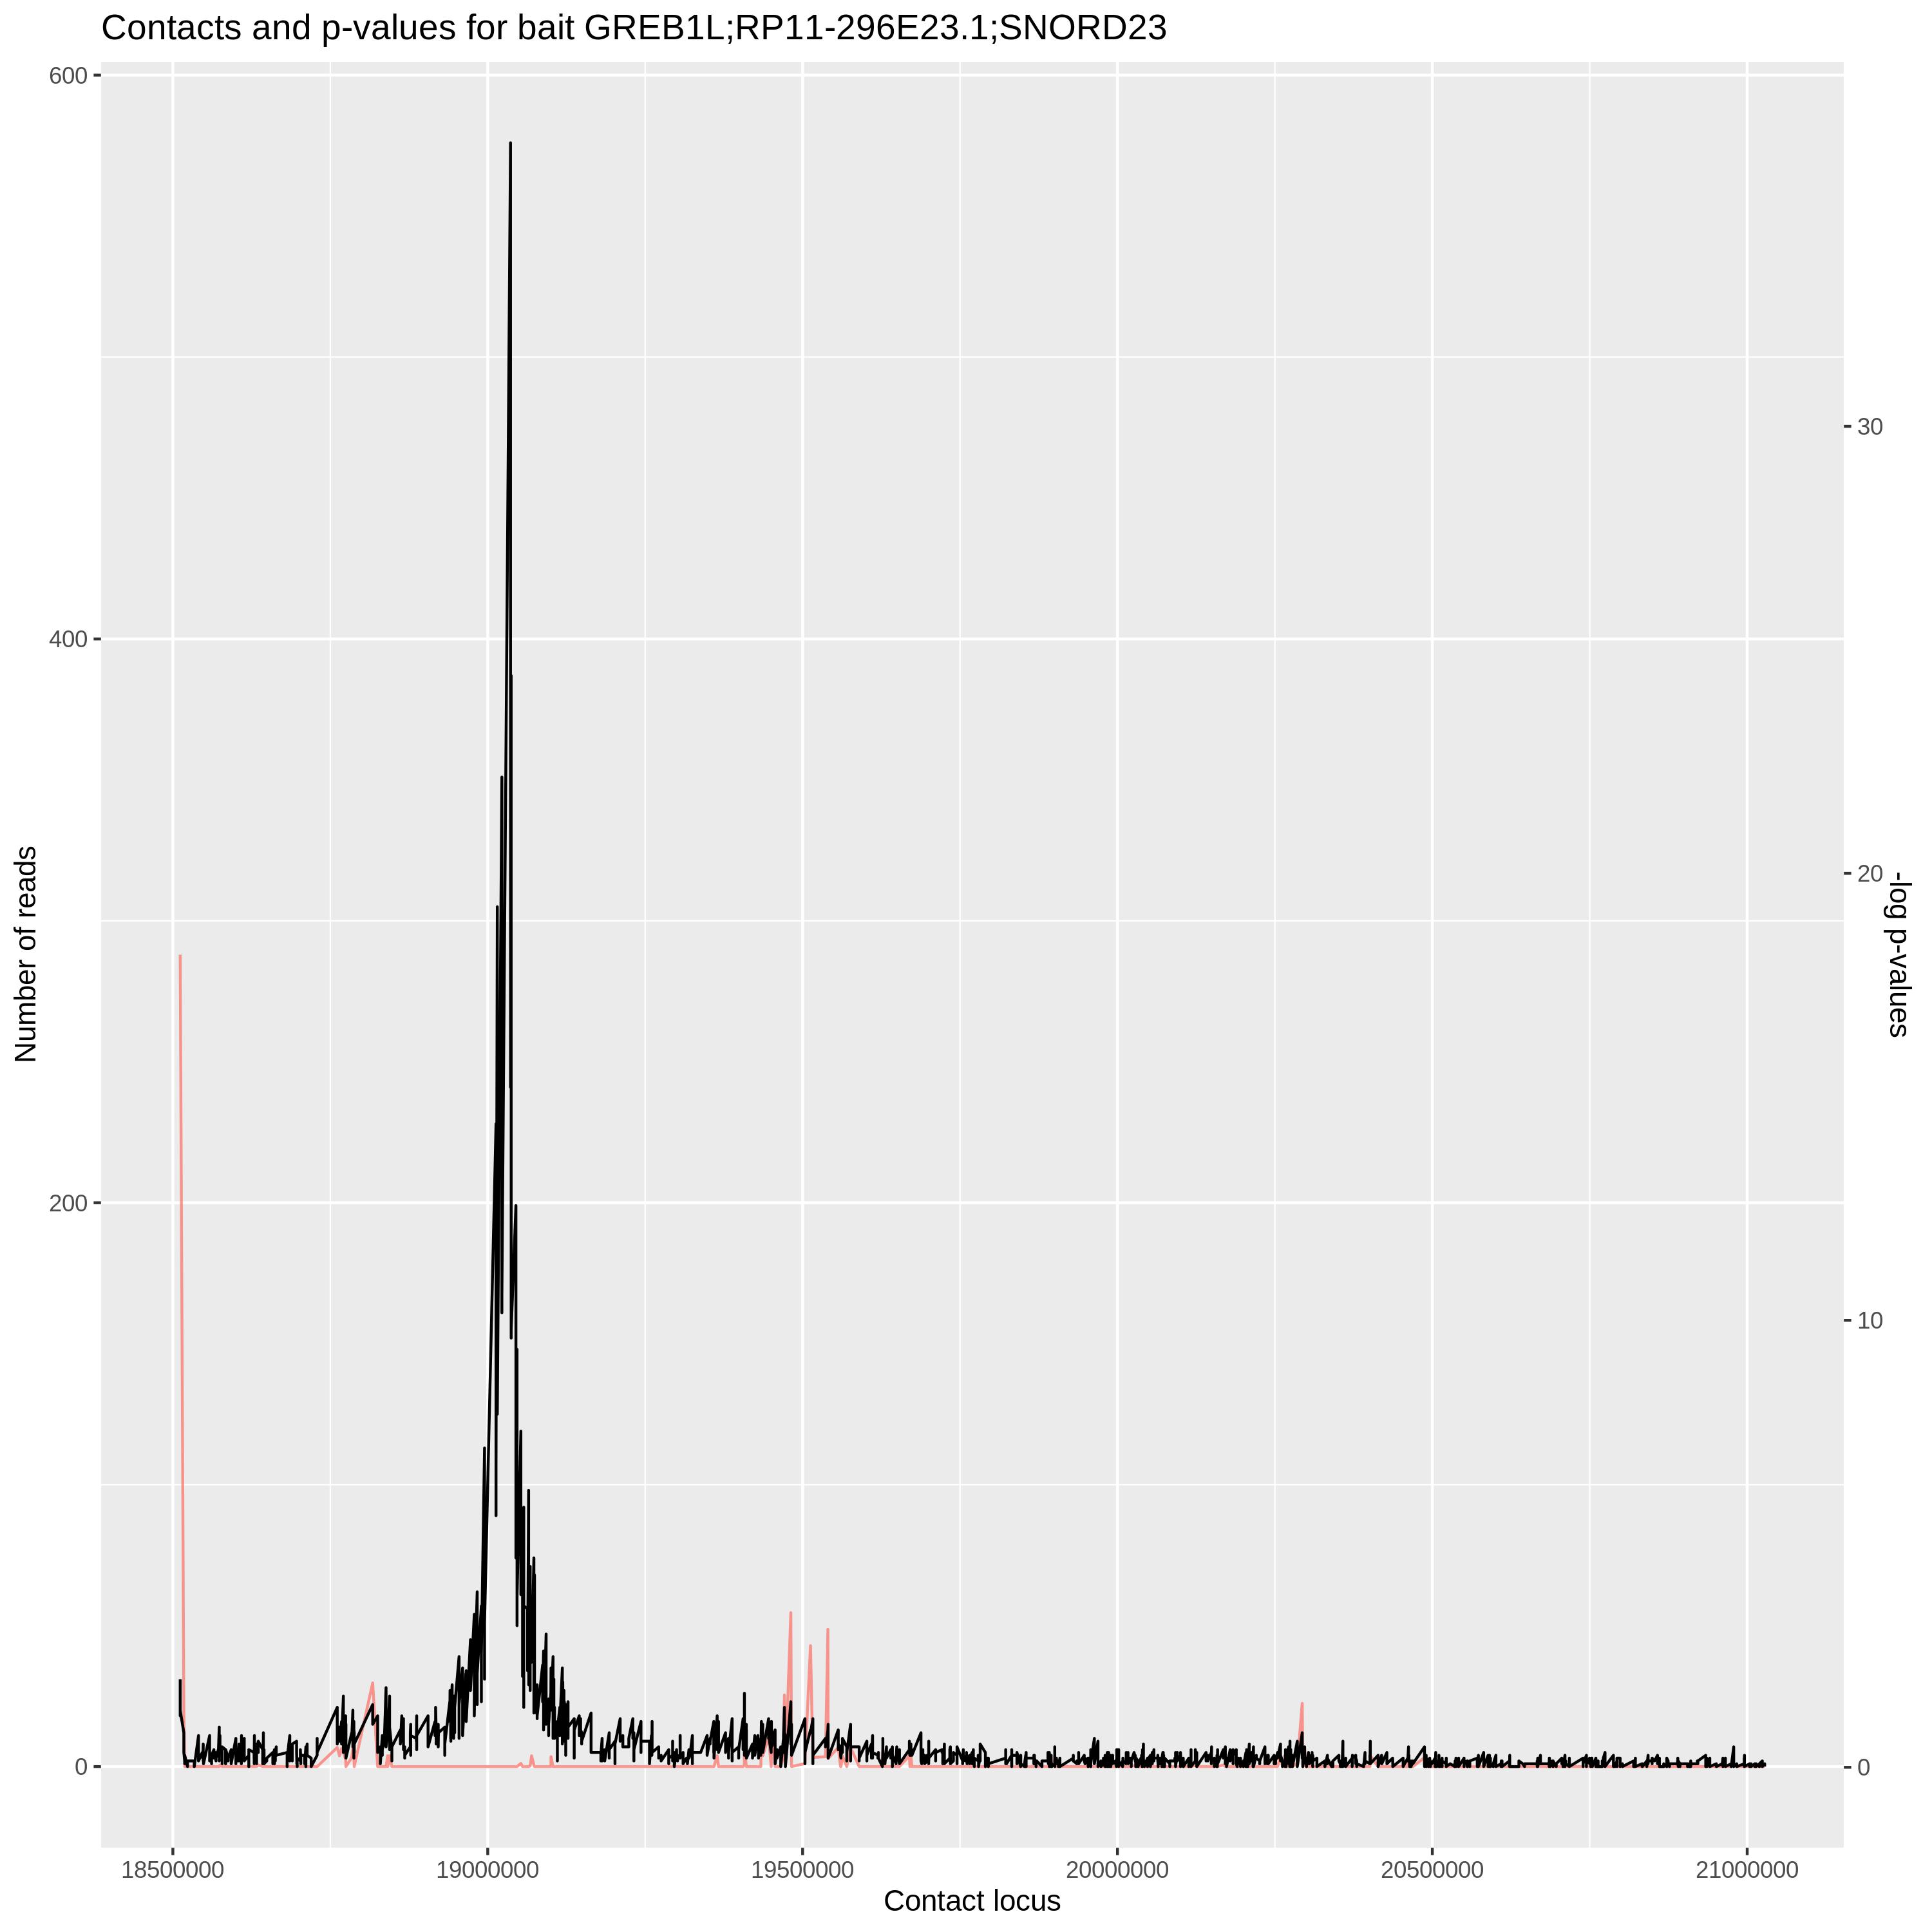 Contacts and p-values for bait GREB1L;RP11-296E23.1;SNORD23
600
400
200
0
Number of reads
30
20
10
0
-log p-values
18500000 19000000 19500000 20000000 20500000 21000000
Contact locus